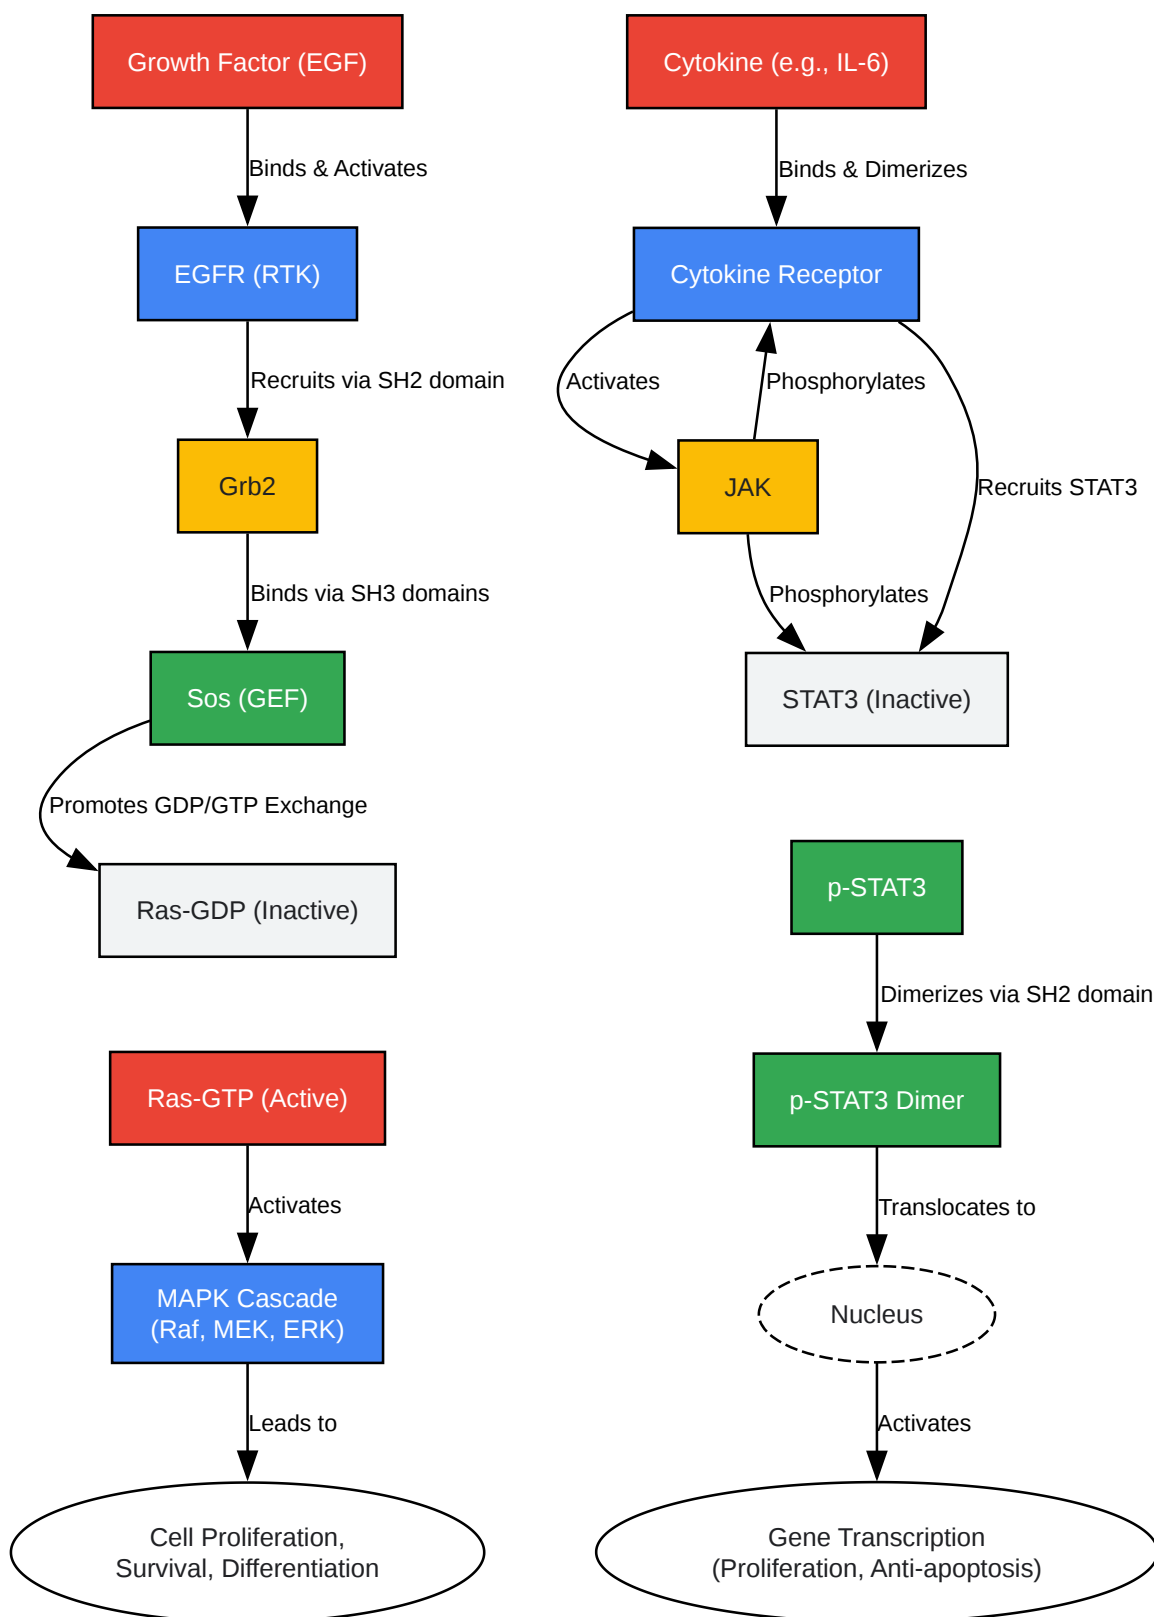 Growth Factor (EGF)
Binds & Activates
EGFR (RTK)
Recruits via SH2 domain
Grb2
Binds via SH3 domains
Sos (GEF)
Promotes GDP/GTP Exchange
Ras-GDP (Inactive)
Ras-GTP (Active)
Activates
MAPK Cascade
(Raf, MEK, ERK)
Leads to
Cell Proliferation,
Survival, Differentiation
Cytokine (e.g., IL-6)
Binds & Dimerizes
Cytokine Receptor
Activates
Phosphorylates
JAK
Recruits STAT3
Phosphorylates
STAT3 (Inactive)
p-STAT3
Dimerizes via SH2 domain
p-STAT3 Dimer
Translocates to
Nucleus
Activates
Gene Transcription
(Proliferation, Anti-apoptosis)